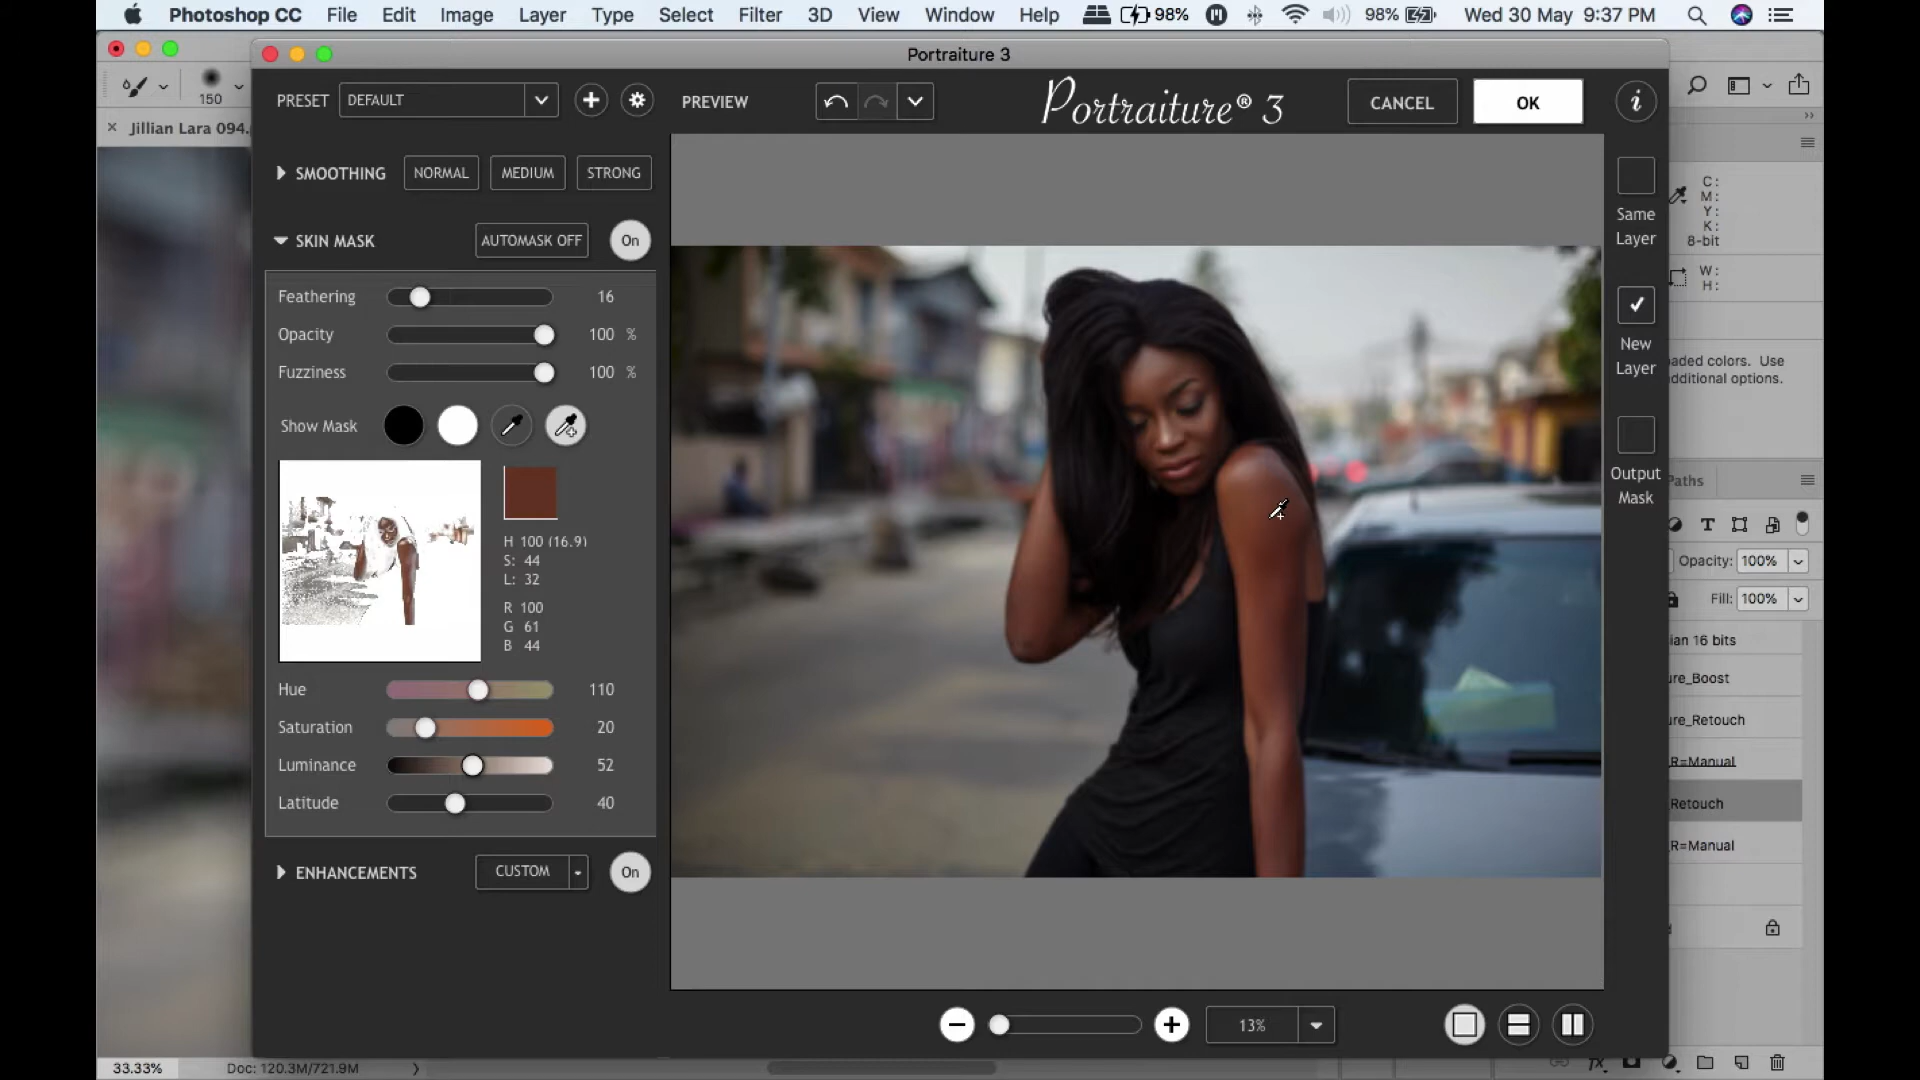 Photoshop CC File Edit Image Layer Type Select Filter 3D View Window Help 98% 98% Wed 30 May 9:37 PM
Portraiture 3
150
PRESET DEFAULT PREVIEW Portraiture® 3 CANCEL OK i
Jillian Lara 094.
SMOOTHING NORMAL MEDIUM STRONG
SKIN MASK AUTOMASK OFF On
Feathering 16
Opacity 100 %
Fuzziness 100 %
Show Mask
H 100 (16.9)
S: 44
L: 32
R 100
G 61
B 44
Hue 110
Saturation 20
Luminance 52
Latitude 40
ENHANCEMENTS CUSTOM On
13%
Same
Layer
New
Layer
Output
Mask
C:
M:
Y:
K:
8-bit
W:
H:
aded colors. Use
dditional options.
Paths
Opacity: 100%
Fill: 100%
ian 16 bits
ure_Boost
ure_Retouch
R=Manual
Retouch
R=Manual
33.33% Doc: 120.3M/721.9M
fx